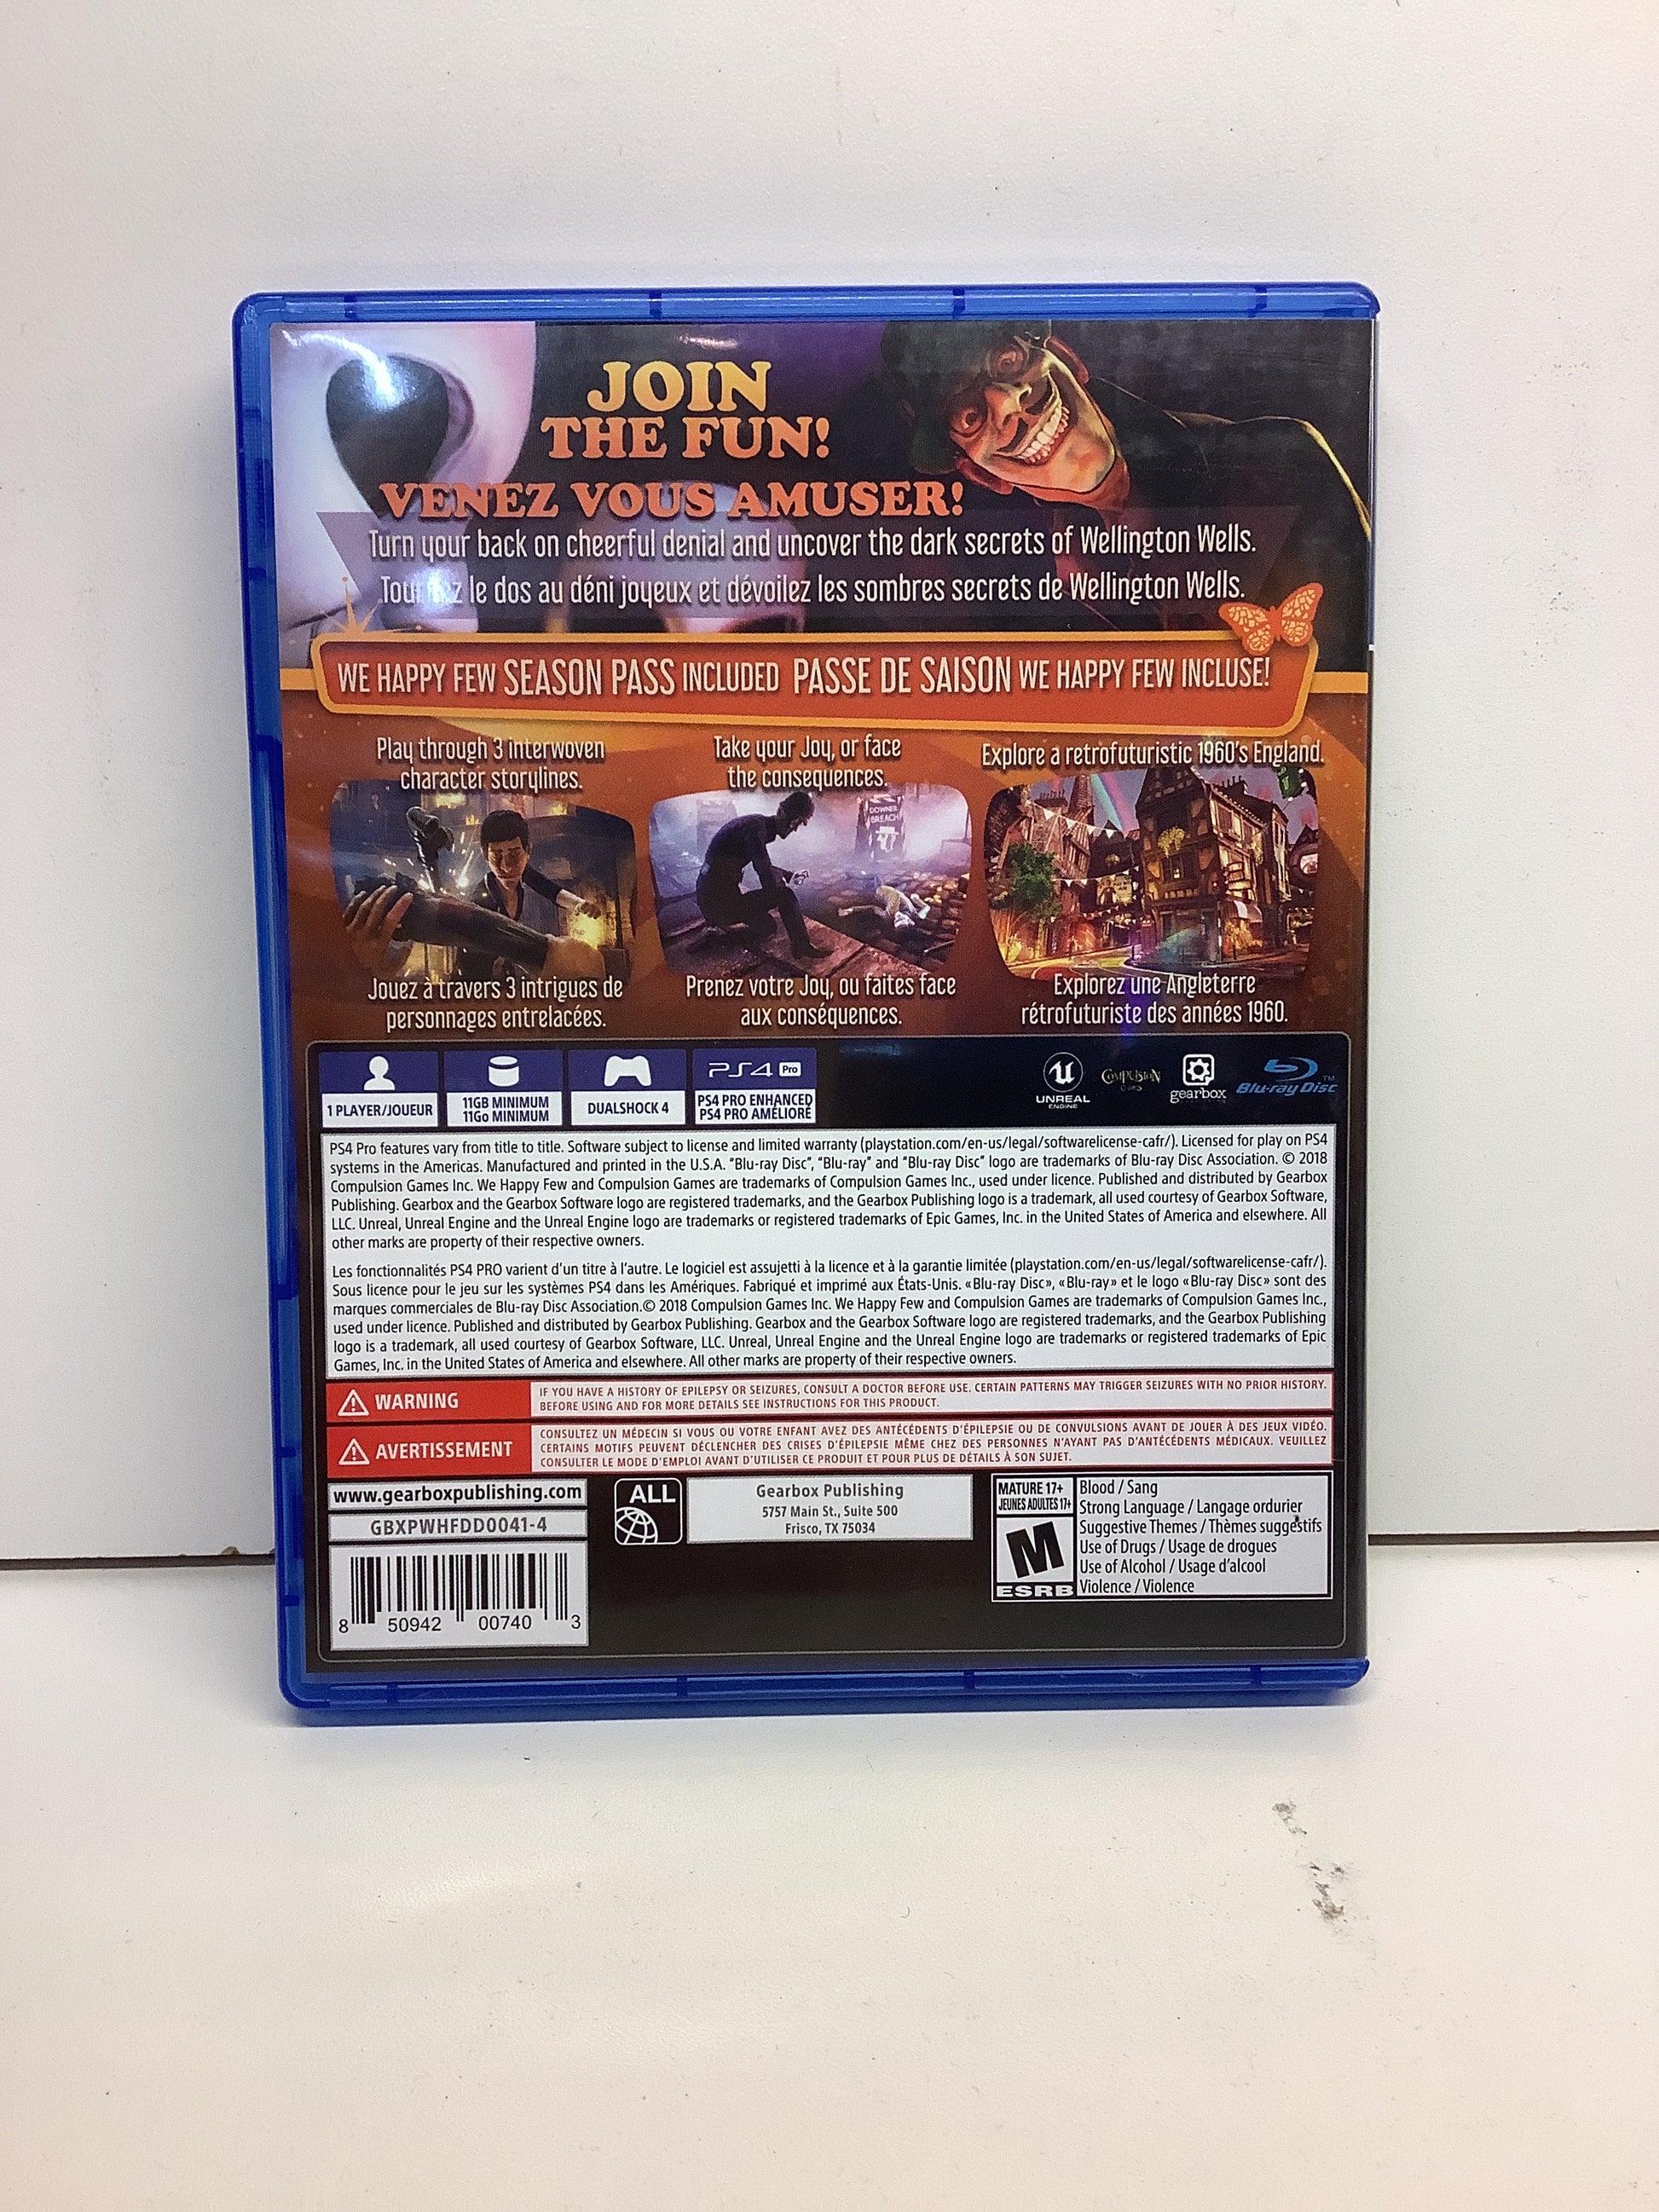 JOIN
THE FUN!
VENEZ VOUS AMUSER!
Turn your back on cheerful denial and uncover the dark secrets of Wellington Wells.
Tournez le dos au déni joyeux et dévoilez les sombres secrets de Wellington Wells.
WE HAPPY FEW SEASON PASS INCLUDED PASSE DE SAISON WE HAPPY FEW INCLUSE!
Play through 3 interwoven
character storylines.
Take your Joy, or face
the consequences.
Explore a retrofuturistic 1960's England.
DOWNER
BREACH
Jouez à travers 3 intrigues de
personnages entrelacées.
Prenez votre Joy, ou faites face
aux conséquences.
Explorez une Angleterre
rétrofuturiste des années 1960.
1 PLAYER/JOUEUR
11GB MINIMUM
11Go MINIMUM
DUALSHOCK 4
PS4 Pro
PS4 PRO ENHANCED
PS4 PRO AMÉLIORÉ
UNREAL
ENGINE
COMPULSION
GAMES
gearbox
Blu-ray Disc™
PS4 Pro features vary from title to title. Software subject to license and limited warranty (playstation.com/en-us/legal/softwarelicense-cafr/). Licensed for play on PS4
systems in the Americas. Manufactured and printed in the U.S.A. "Blu-ray Disc", "Blu-ray" and "Blu-ray Disc" logo are trademarks of Blu-ray Disc Association. © 2018
Compulsion Games Inc. We Happy Few and Compulsion Games are trademarks of Compulsion Games Inc., used under licence. Published and distributed by Gearbox
Publishing. Gearbox and the Gearbox Software logo are registered trademarks, and the Gearbox Publishing logo is a trademark, all used courtesy of Gearbox Software,
LLC. Unreal, Unreal Engine and the Unreal Engine logo are trademarks or registered trademarks of Epic Games, Inc. in the United States of America and elsewhere. All
other marks are property of their respective owners.
Les fonctionnalités PS4 PRO varient d'un titre à l'autre. Le logiciel est assujetti à la licence et à la garantie limitée (playstation.com/en-us/legal/softwarelicense-cafr/).
Sous licence pour le jeu sur les systèmes PS4 dans les Amériques. Fabriqué et imprimé aux États-Unis. «Blu-ray Disc», «Blu-ray» et le logo «Blu-ray Disc» sont des
marques commerciales de Blu-ray Disc Association.© 2018 Compulsion Games Inc. We Happy Few and Compulsion Games are trademarks of Compulsion Games Inc.,
used under licence. Published and distributed by Gearbox Publishing. Gearbox and the Gearbox Software logo are registered trademarks, and the Gearbox Publishing
logo is a trademark, all used courtesy of Gearbox Software, LLC. Unreal, Unreal Engine and the Unreal Engine logo are trademarks or registered trademarks of Epic
Games, Inc. in the United States of America and elsewhere. All other marks are property of their respective owners.
WARNING
IF YOU HAVE A HISTORY OF EPILEPSY OR SEIZURES, CONSULT A DOCTOR BEFORE USE. CERTAIN PATTERNS MAY TRIGGER SEIZURES WITH NO PRIOR HISTORY.
BEFORE USING AND FOR MORE DETAILS SEE INSTRUCTIONS FOR THIS PRODUCT.
AVERTISSEMENT
CONSULTEZ UN MÉDECIN SI VOUS OU VOTRE ENFANT AVEZ DES ANTÉCÉDENTS D'ÉPILEPSIE OU DE CONVULSIONS AVANT DE JOUER À DES JEUX VIDÉO.
CERTAINS MOTIFS PEUVENT DÉCLENCHER DES CRISES D'ÉPILEPSIE MÊME CHEZ DES PERSONNES N'AYANT PAS D'ANTÉCÉDENTS MÉDICAUX. VEUILLEZ
CONSULTER LE MODE D'EMPLOI AVANT D'UTILISER CE PRODUIT ET POUR PLUS DE DÉTAILS À SON SUJET.
www.gearboxpublishing.com
GBXPWHFDD0041-4
8 50942 00740 3
ALL
Gearbox Publishing
5757 Main St., Suite 500
Frisco, TX 75034
MATURE 17+
JEUNES ADULTES 17+
M
ESRB
Blood / Sang
Strong Language / Langage ordurier
Suggestive Themes / Thèmes suggestifs
Use of Drugs / Usage de drogues
Use of Alcohol / Usage d'alcool
Violence / Violence